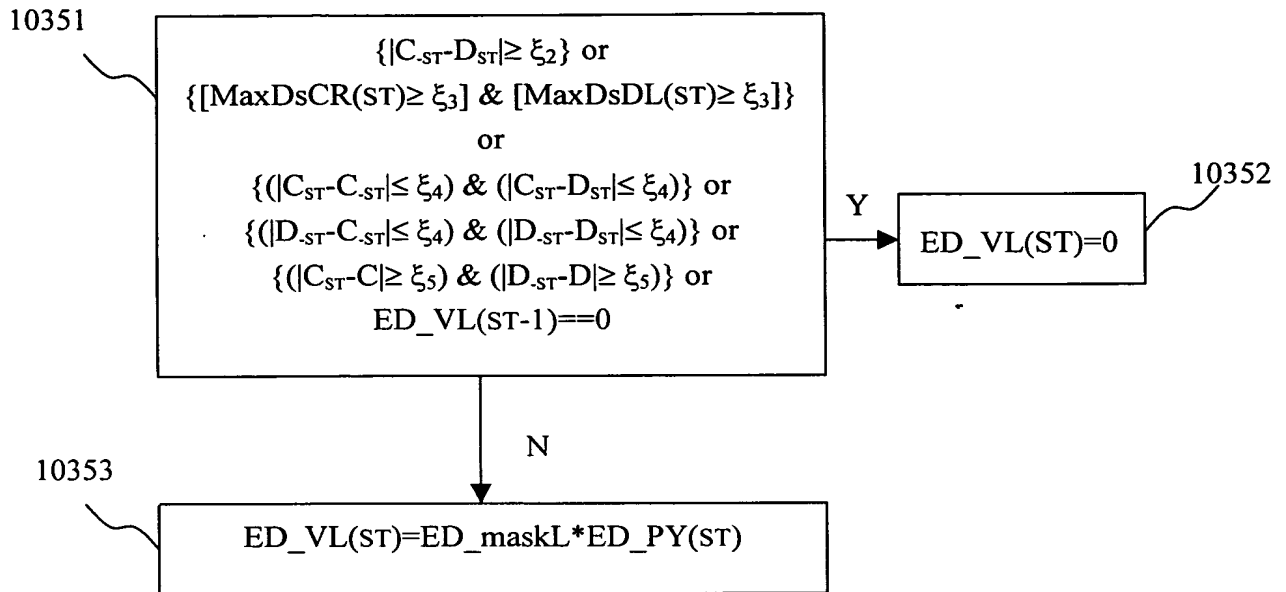 10351
{|C₋ST-DST|≥ ξ₂} or
{[MaxDsCR(ST)≥ ξ₃] & [MaxDsDL(ST)≥ ξ₃]}
or
{(|CST-C₋ST|≤ ξ₄) & (|CST-DST|≤ ξ₄)} or
{(|D₋ST-C₋ST|≤ ξ₄) & (|D₋ST-DST|≤ ξ₄)} or
{(|CST-C|≥ ξ₅) & (|D₋ST-D|≥ ξ₅)} or
ED_VL(ST-1)==0
Y
10352
ED_VL(ST)=0
N
10353
ED_VL(ST)=ED_maskL*ED_PY(ST)